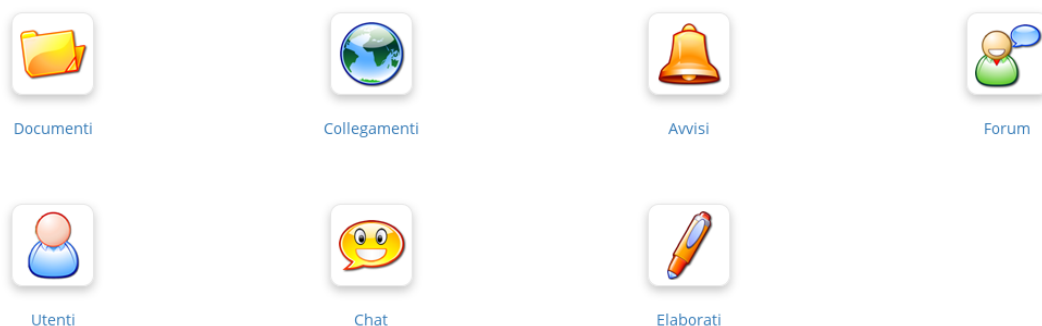 Documenti
Collegamenti
Avvisi
Forum
Utenti
Chat
Elaborati